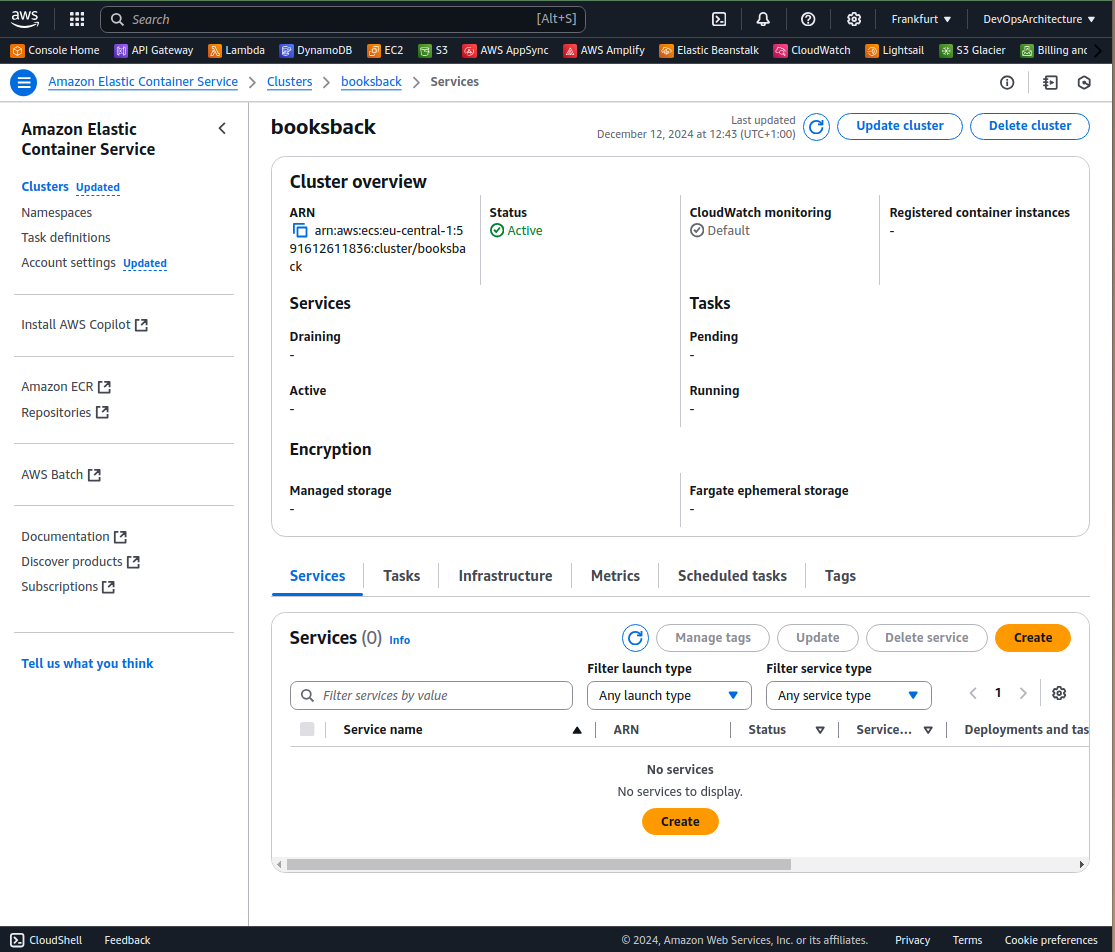 aws
Search [Alt+S] Frankfurt ▼ DevOpsArchitecture ▼
Console Home API Gateway Lambda DynamoDB EC2 S3 AWS AppSync AWS Amplify Elastic Beanstalk CloudWatch Lightsail S3 Glacier Billing and
Amazon Elastic Container Service > Clusters > booksback > Services
Amazon Elastic
Container Service
Clusters Updated
Namespaces
Task definitions
Account settings Updated
Install AWS Copilot
Amazon ECR
Repositories
AWS Batch
Documentation
Discover products
Subscriptions
Tell us what you think
booksback
Last updated
December 12, 2024 at 12:43 (UTC+1:00)
Update cluster Delete cluster
Cluster overview
ARN
arn:aws:ecs:eu-central-1:5
91612611836:cluster/booksba
ck
Status
Active
CloudWatch monitoring
Default
Registered container instances
-
Services
Draining
-
Active
-
Tasks
Pending
-
Running
-
Encryption
Managed storage
-
Fargate ephemeral storage
-
Services Tasks Infrastructure Metrics Scheduled tasks Tags
Services (0) Info Manage tags Update Delete service Create
Filter launch type Filter service type
Filter services by value Any launch type Any service type 1
Service name ARN Status Service... Deployments and tas
No services
No services to display.
Create
CloudShell Feedback © 2024, Amazon Web Services, Inc. or its affiliates. Privacy Terms Cookie preferences